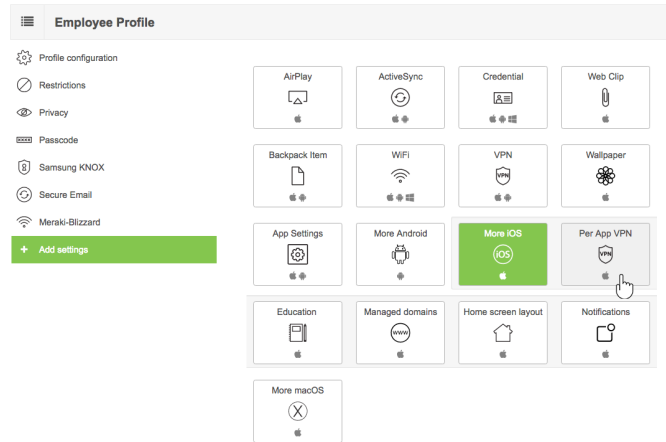 Employee Profile
Profile configuration
Restrictions
Privacy
Passcode
Samsung KNOX
Secure Email
Meraki-Blizzard
+ Add settings
AirPlay
ActiveSync
Credential
Web Clip
Backpack Item
WiFi
VPN
VPN
Wallpaper
App Settings
More Android
More iOS
iOS
Per App VPN
VPN
Education
Managed domains
www
Home screen layout
Notifications
More macOS
X